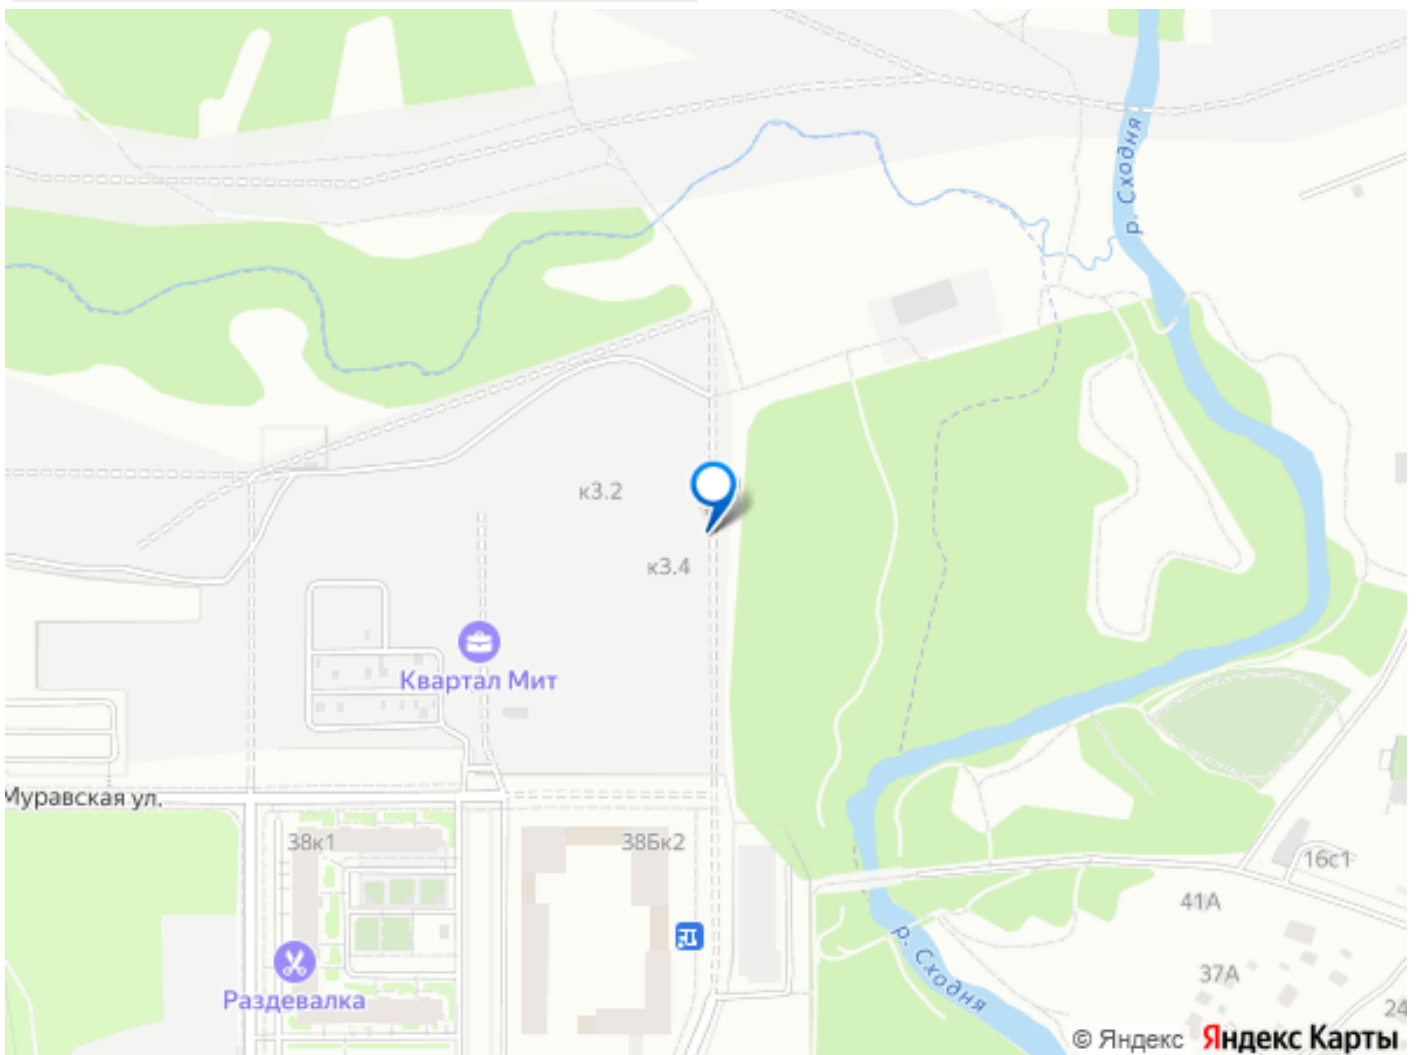 р. Сходня
к3.2
к3.4
Квартал Мит
Муравская ул.
38к1
38Бк2
16с1
41А
р. Сходня
37А
Раздевалка
24
© Яндекс Яндекс Карты